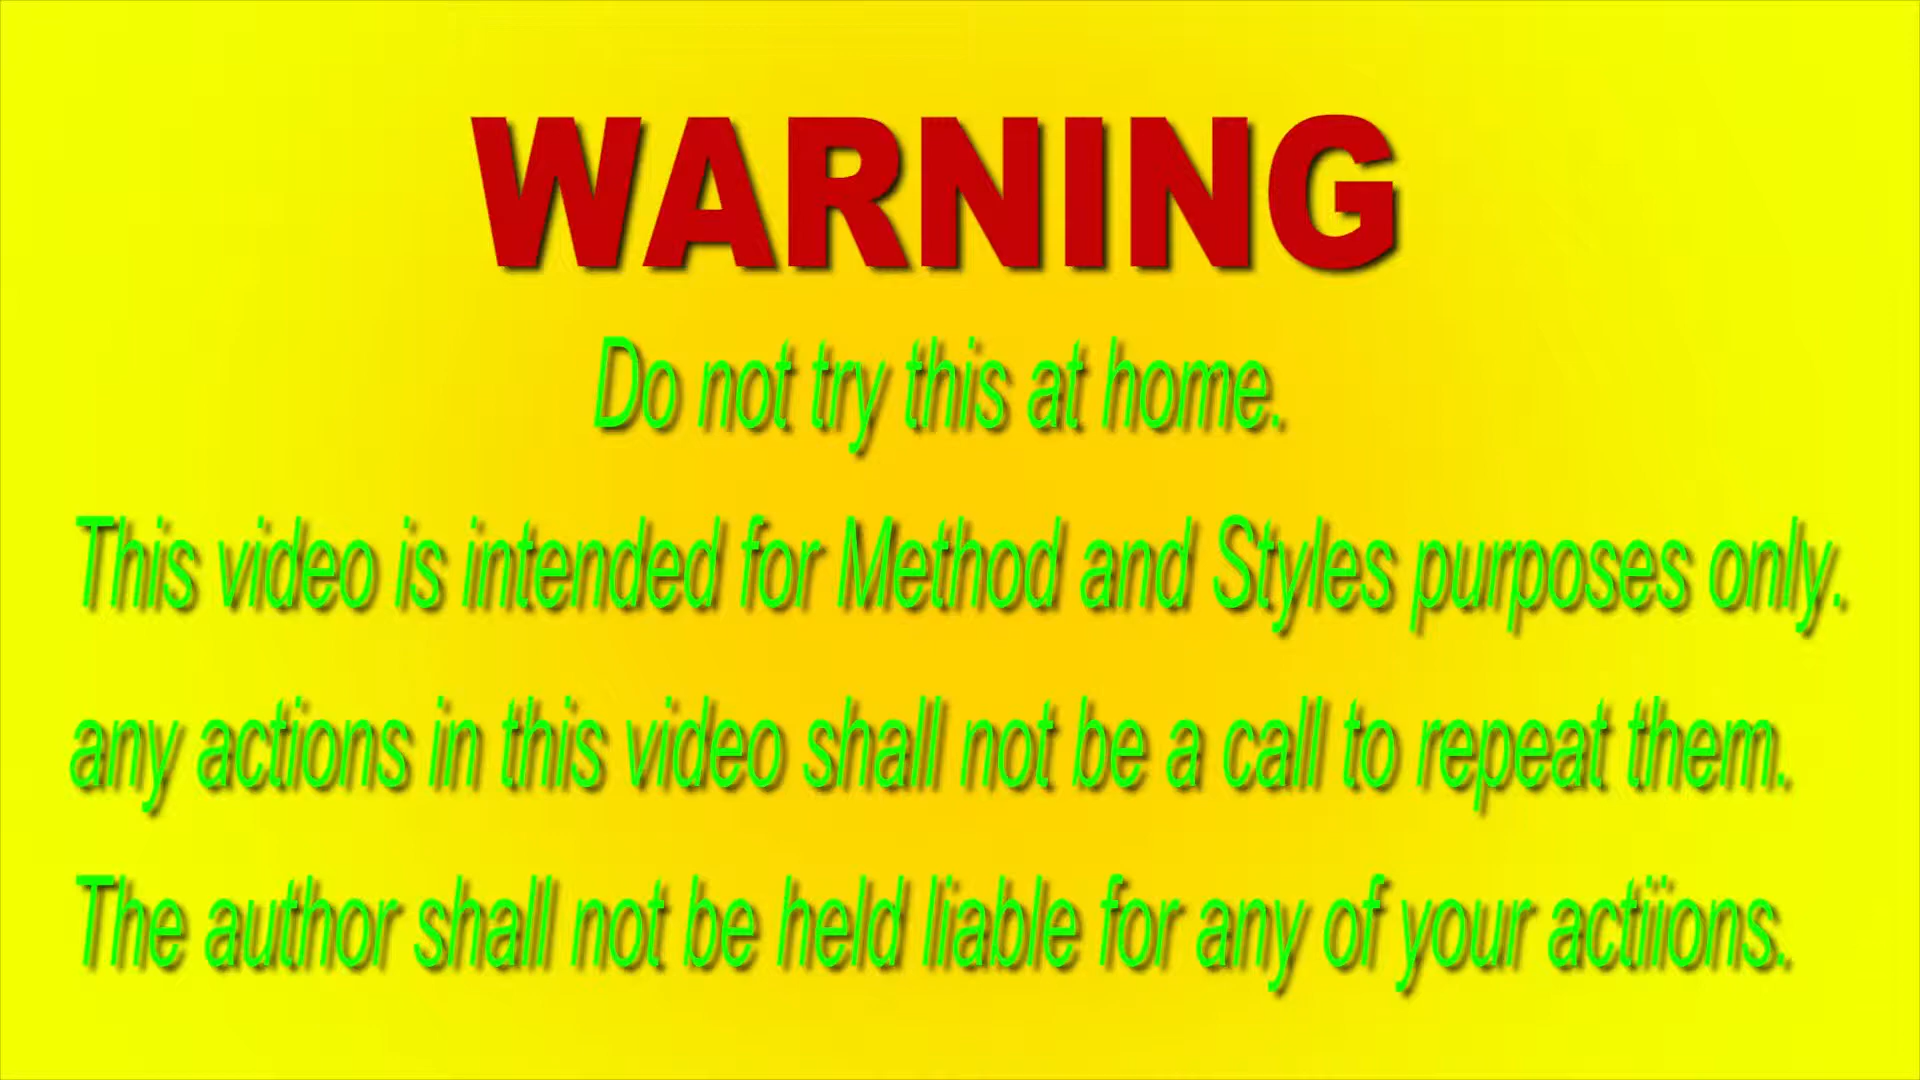 WARNING
Do not try this at home.
This video is intended for Method and Styles purposes only.
any actions in this video shall not be a call to repeat them.
The author shall not be held liable for any of your actiions.